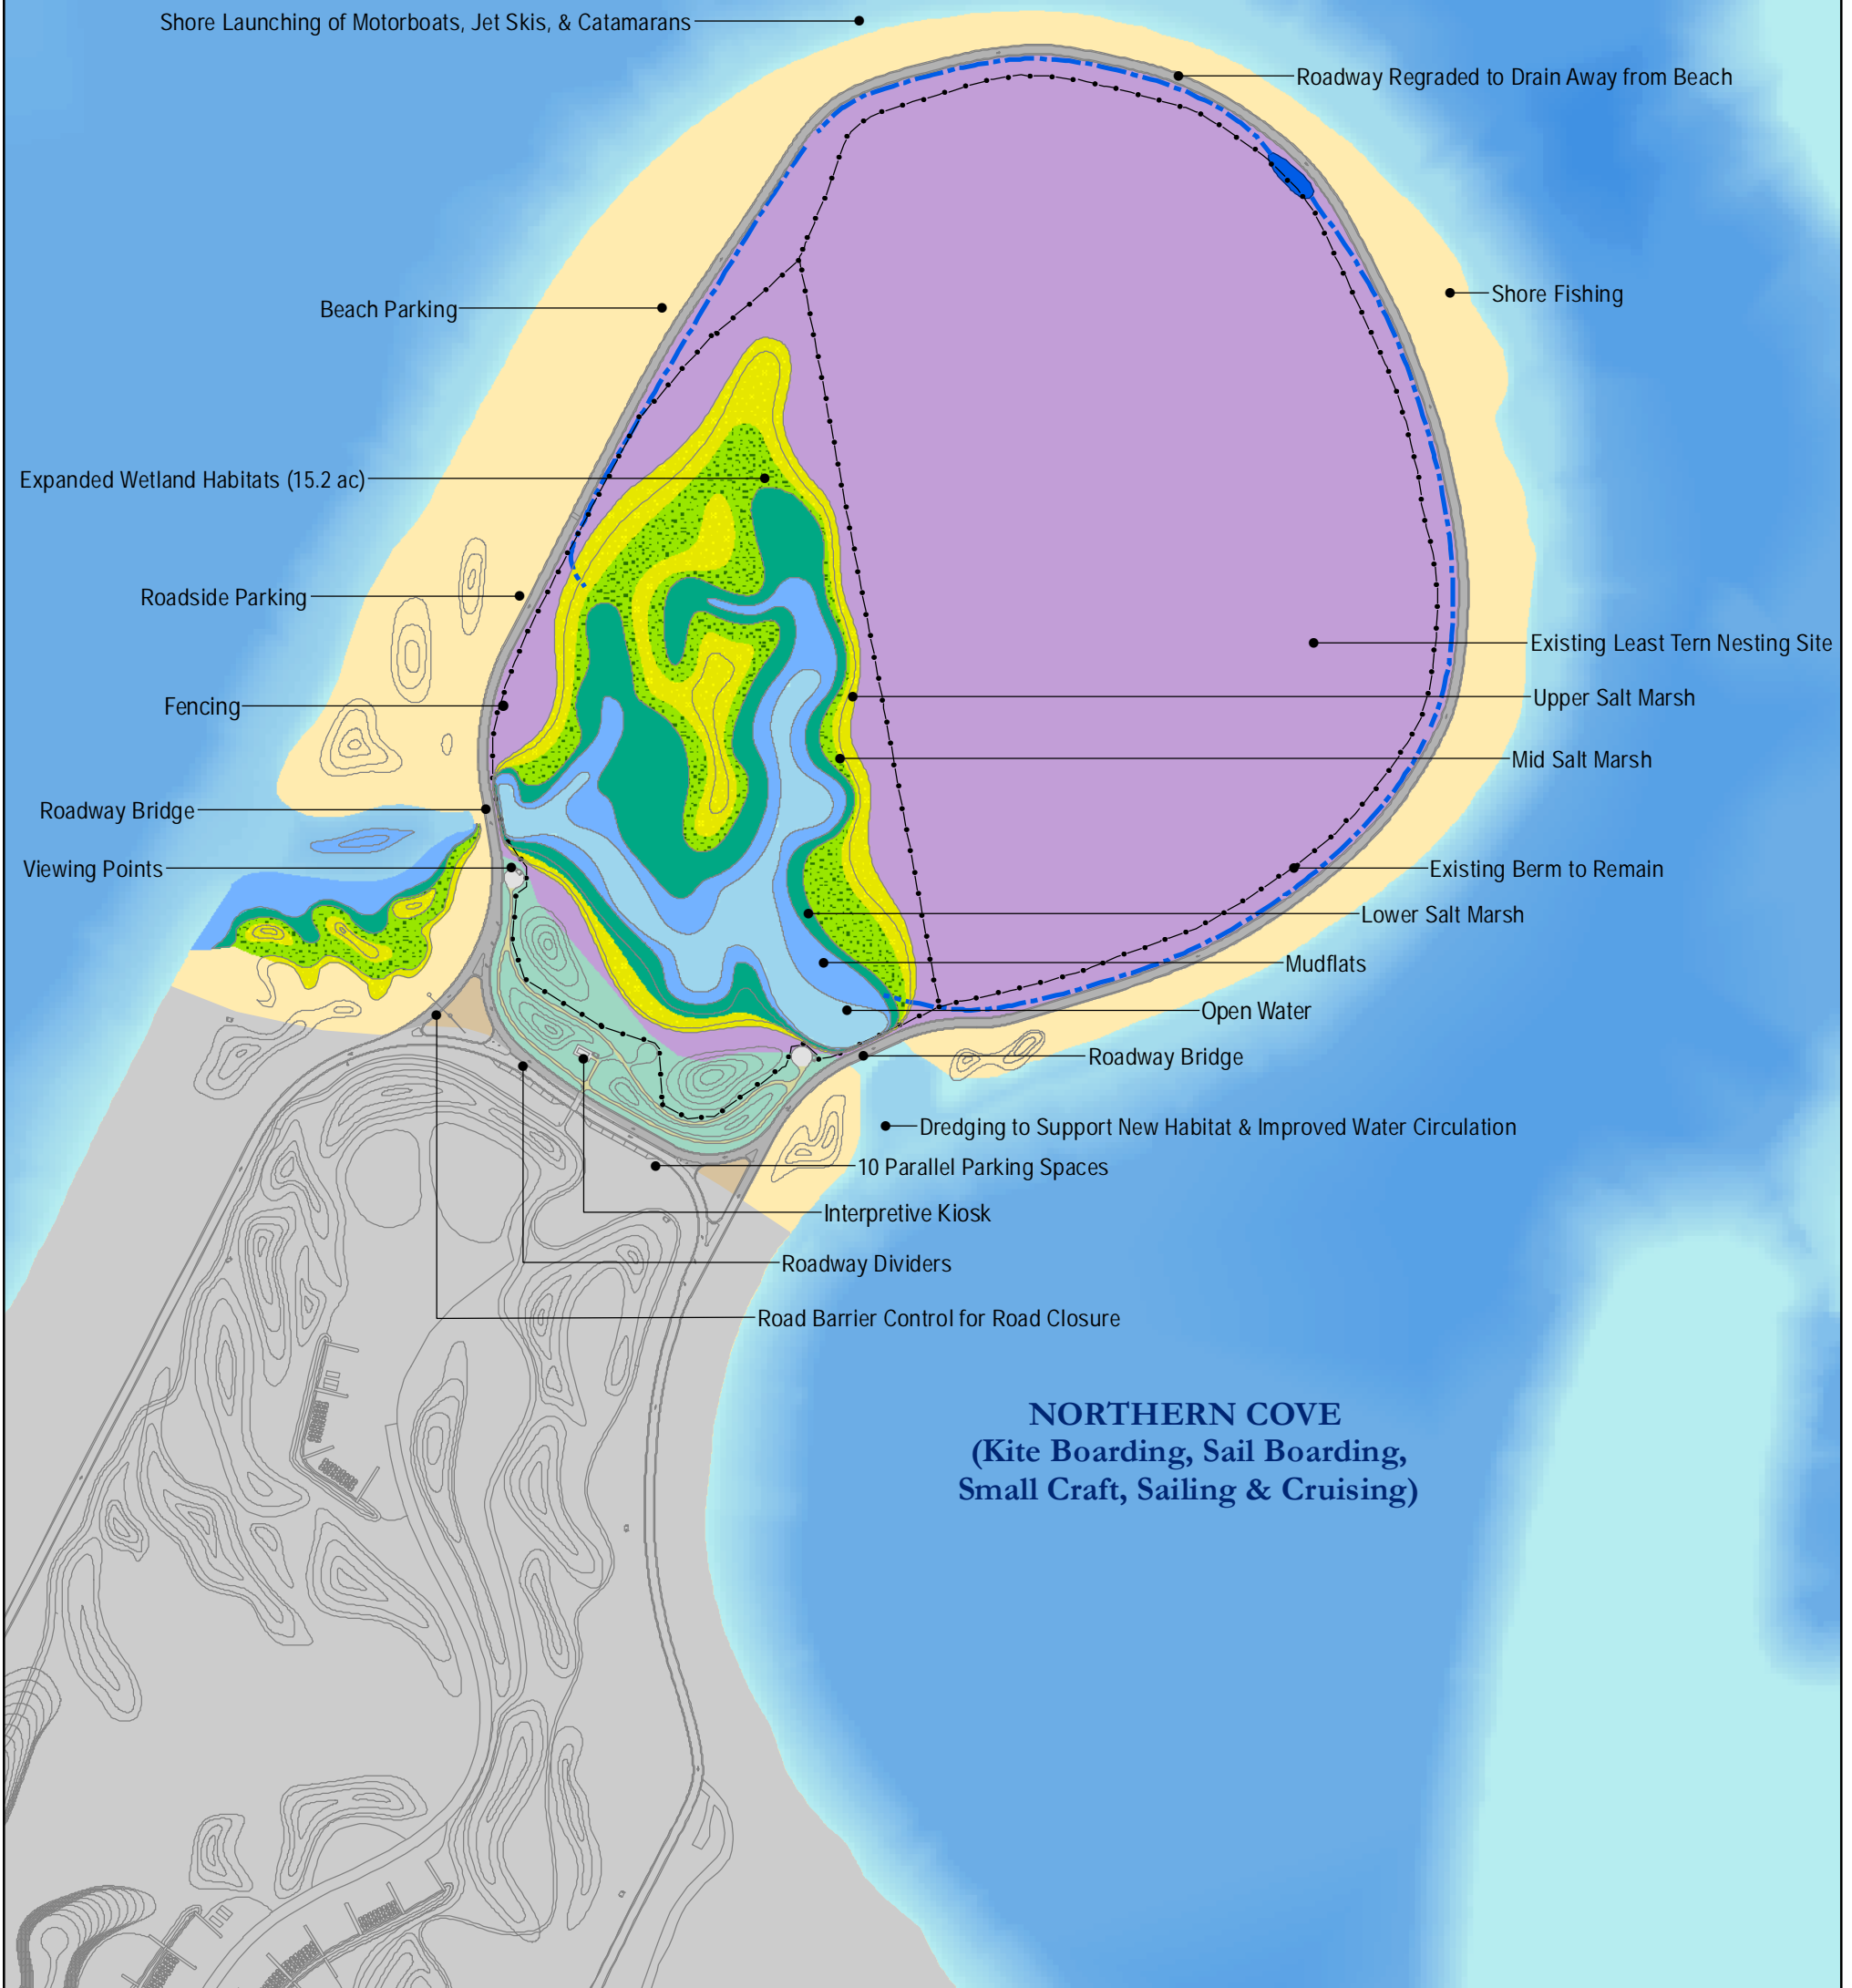 Shore Launching of Motorboats, Jet Skis, & Catamarans
Roadway Regraded to Drain Away from Beach
Shore Fishing
Beach Parking
Expanded Wetland Habitats (15.2 ac)
Roadside Parking
Existing Least Tern Nesting Site
Upper Salt Marsh
Fencing
Mid Salt Marsh
Roadway Bridge
Viewing Points
Existing Berm to Remain
Lower Salt Marsh
Mudflats
Open Water
Roadway Bridge
Dredging to Support New Habitat & Improved Water Circulation
10 Parallel Parking Spaces
Interpretive Kiosk
Roadway Dividers
Road Barrier Control for Road Closure
NORTHERN COVE
(Kite Boarding, Sail Boarding,
Small Craft, Sailing & Cruising)